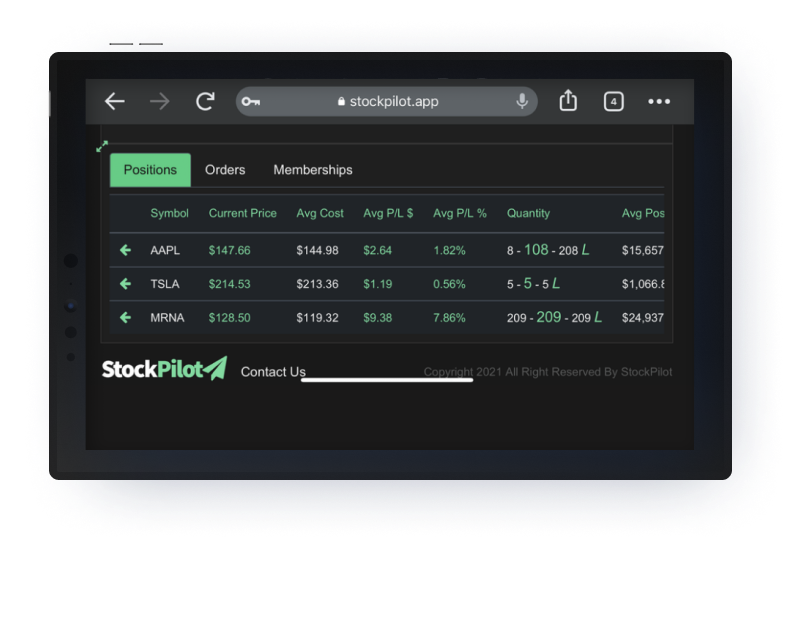 stockpilot.app 4
Positions Orders Memberships
Symbol Current Price Avg Cost Avg P/L $ Avg P/L % Quantity Avg Pos
AAPL $147.66 $144.98 $2.64 1.82% 8 - 108 - 208 L $15,657
TSLA $214.53 $213.36 $1.19 0.56% 5 - 5 - 5 L $1,066.8
MRNA $128.50 $119.32 $9.38 7.86% 209 - 209 - 209 L $24,937
StockPilot Contact Us Copyright 2021 All Right Reserved By StockPilot